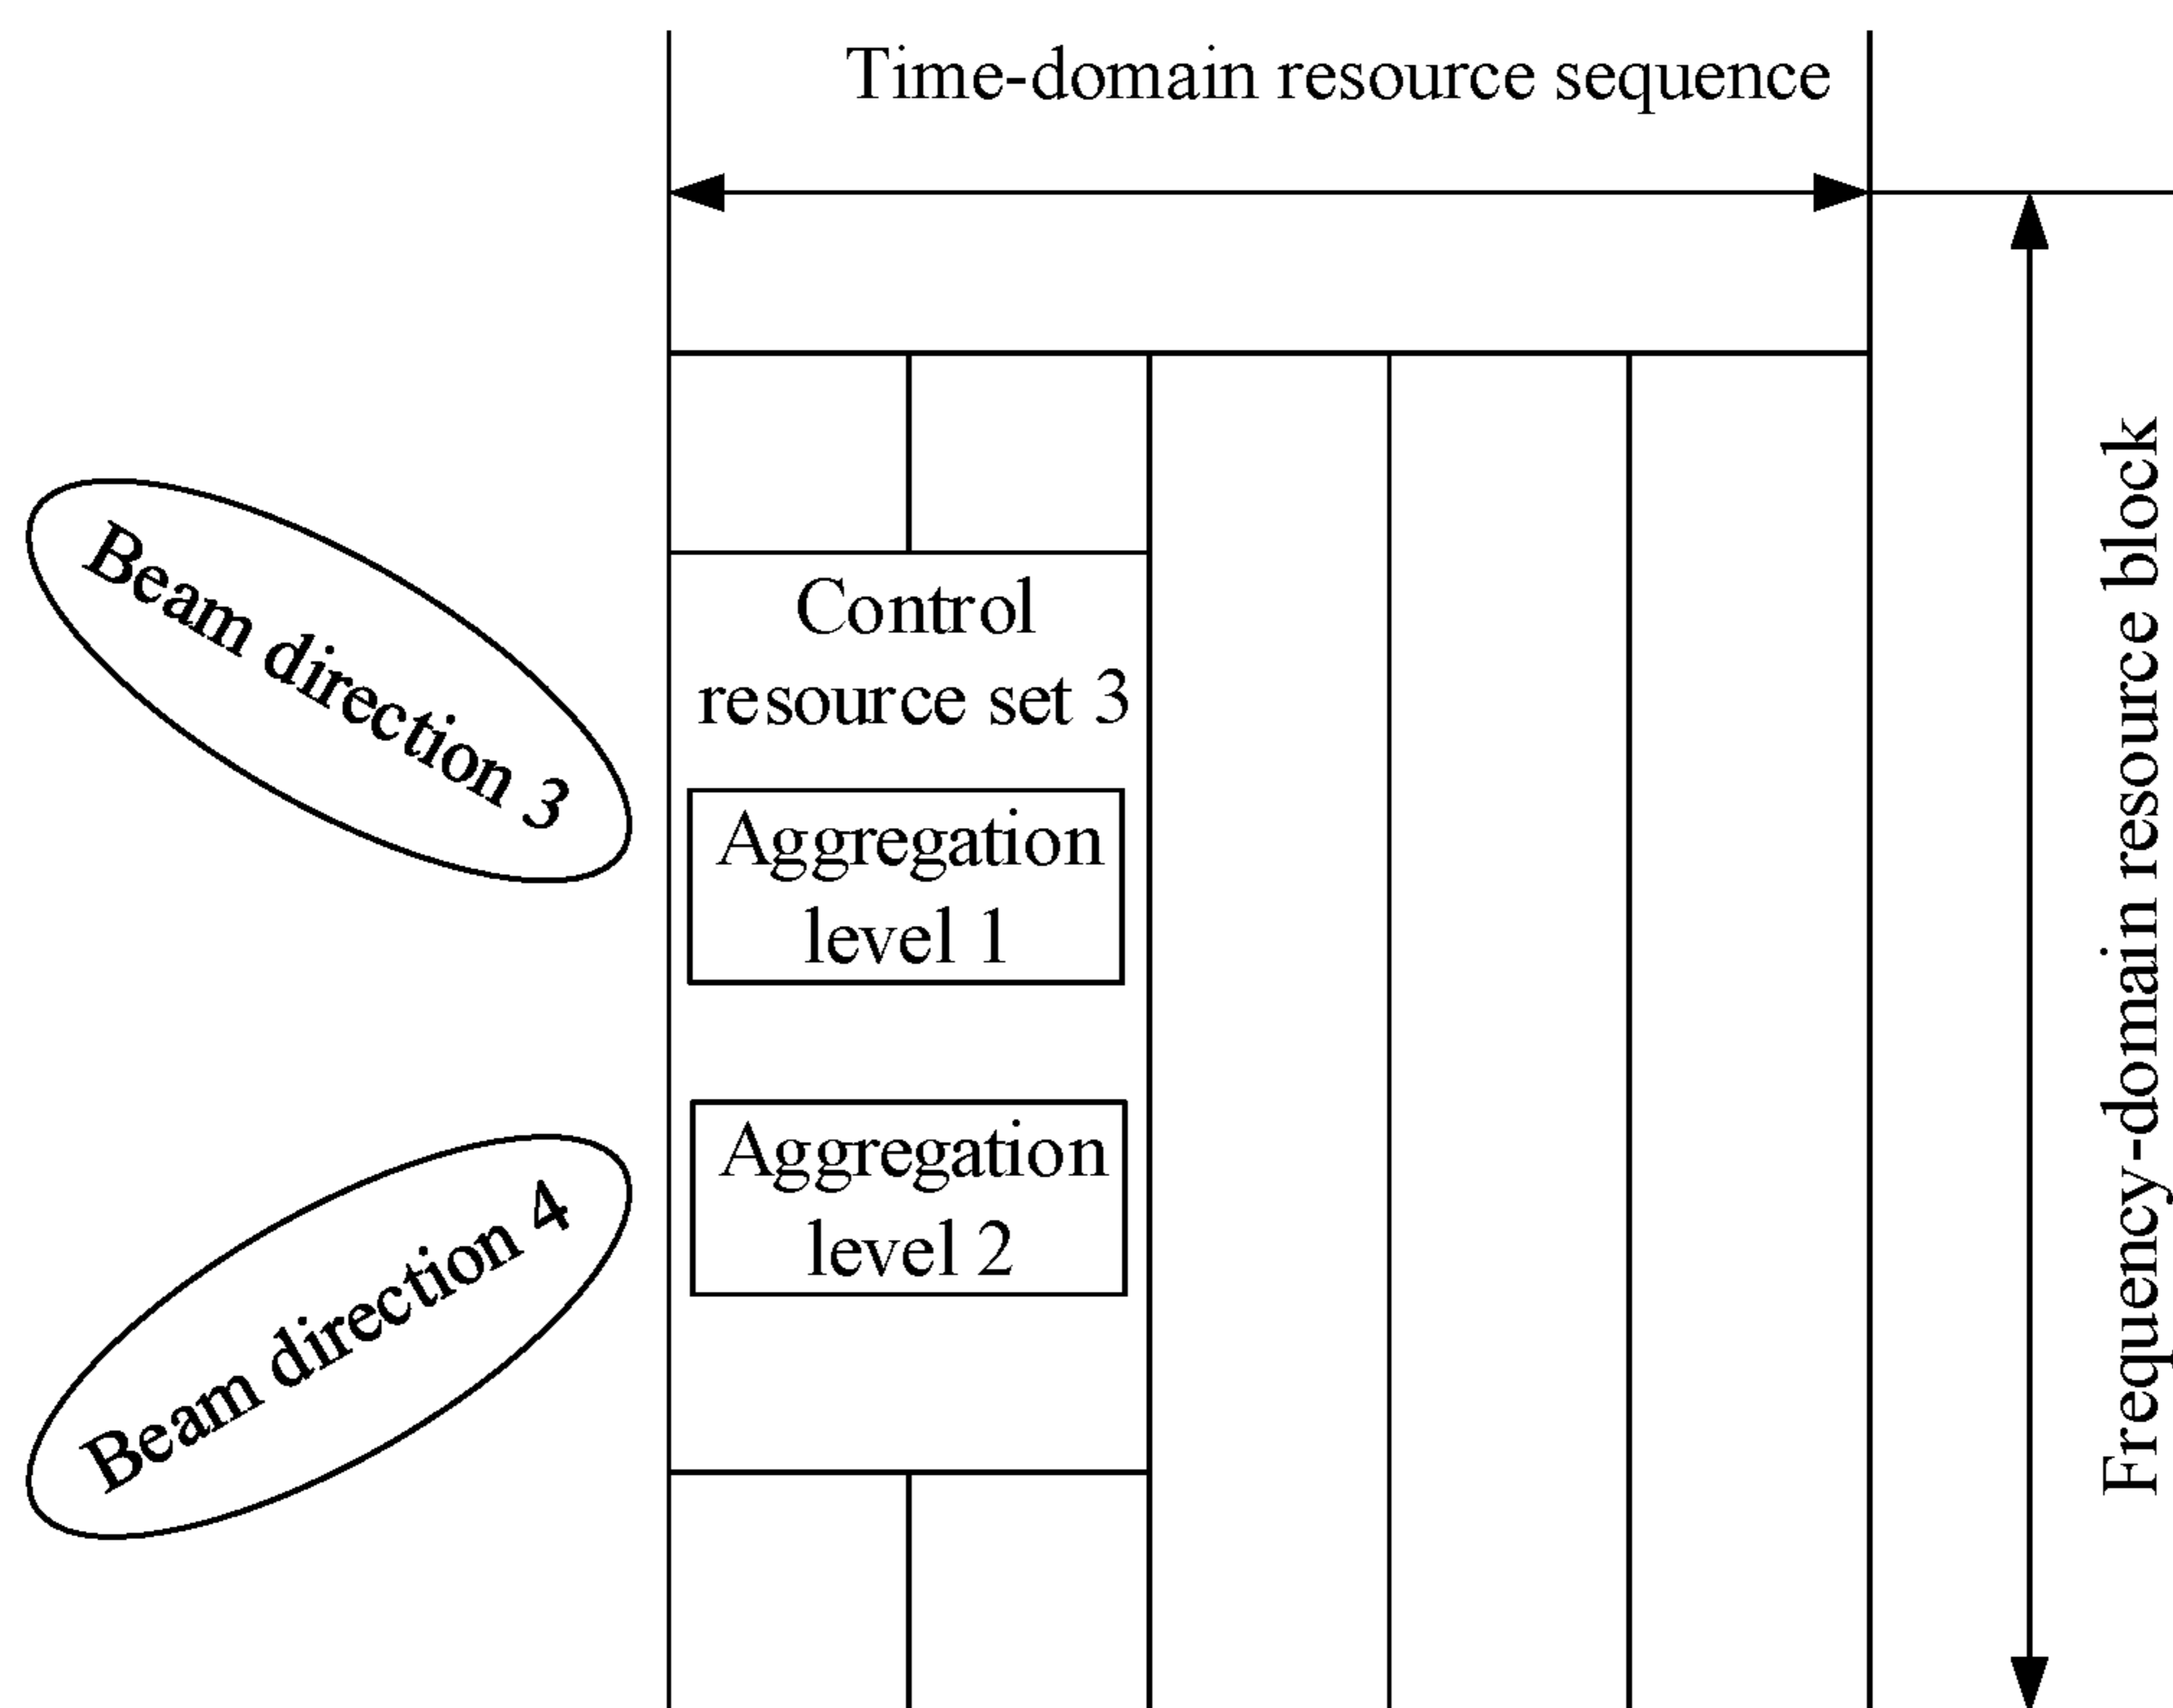 Time-domain resource sequence
Beam direction 3
Control
resource set 3
Aggregation
level 1
Aggregation
level 2
Beam direction 4
Frequency-domain resource block